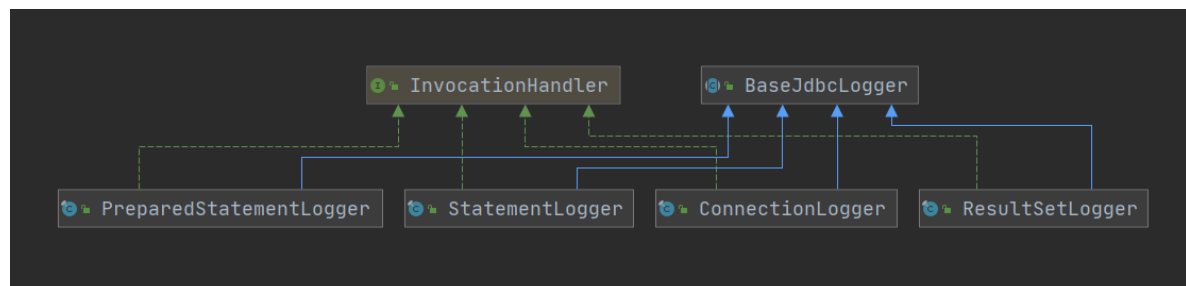 InvocationHandler
BaseJdbcLogger
PreparedStatementLogger
StatementLogger
ConnectionLogger
ResultSetLogger